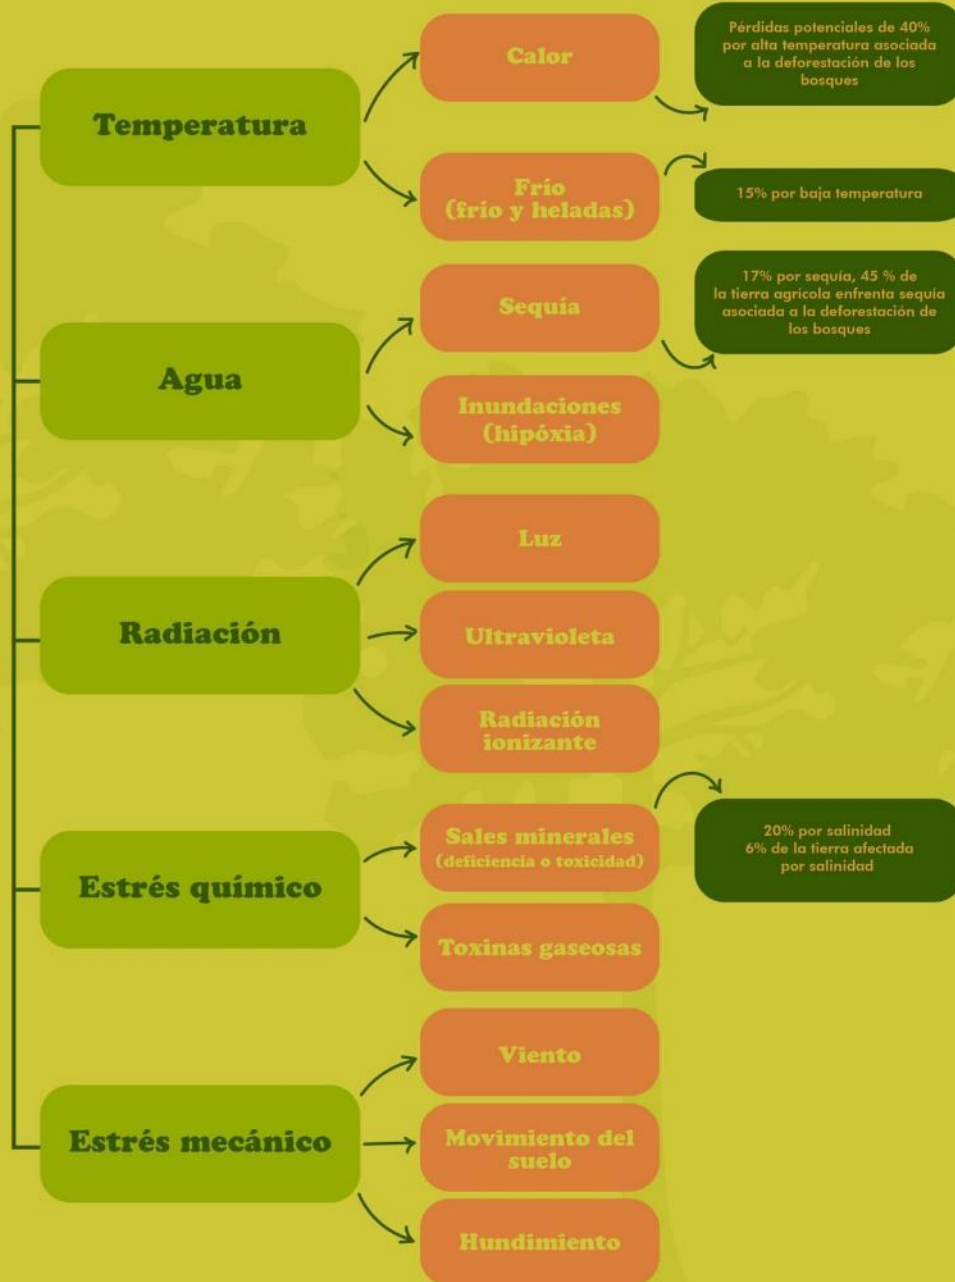 Temperatura
Calor
Pérdidas potenciales de 40%
por alta temperatura asociada
a la deforestación de los
bosques
Frío
(frío y heladas)
15% por baja temperatura
Agua
Sequía
17% por sequía, 45 % de
la tierra agrícola enfrenta sequía
asociada a la deforestación de
los bosques
Inundaciones
(hipóxia)
Radiación
Luz
Ultravioleta
Radiación
ionizante
Estrés químico
Sales minerales
(deficiencia o toxicidad)
20% por salinidad
6% de la tierra afectada
por salinidad
Toxinas gaseosas
Estrés mecánico
Viento
Movimiento del
suelo
Hundimiento